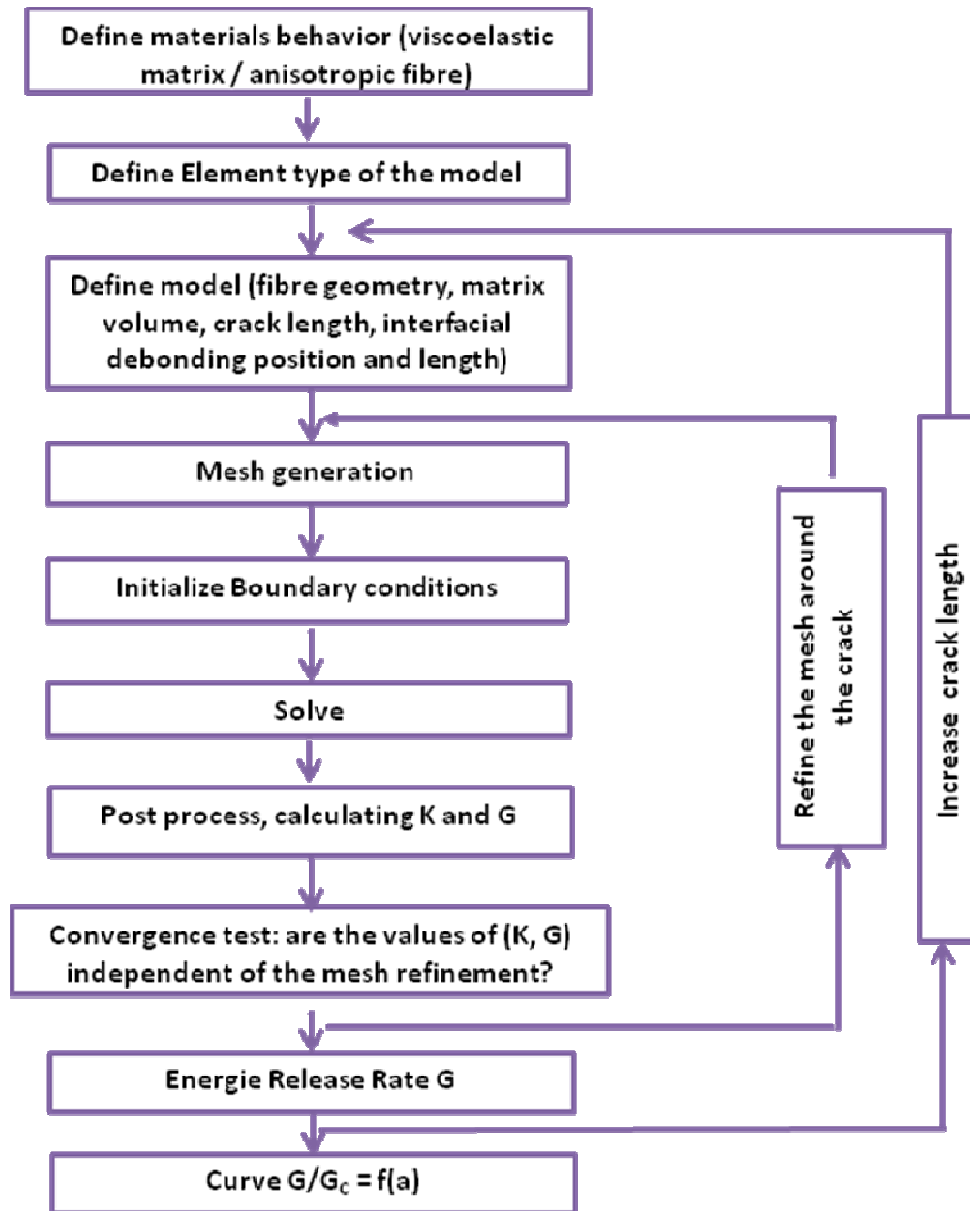 Define materials behavior (viscoelastic
matrix / anisotropic fibre)
Define Element type of the model
Define model (fibre geometry, matrix
volume, crack length, interfacial
debonding position and length)
Mesh generation
Initialize Boundary conditions
Solve
Post process, calculating K and G
Convergence test: are the values of (K, G)
independent of the mesh refinement?
Energie Release Rate G
Curve G/Gc = f(a)
Refine the mesh around
the crack
Increase crack length